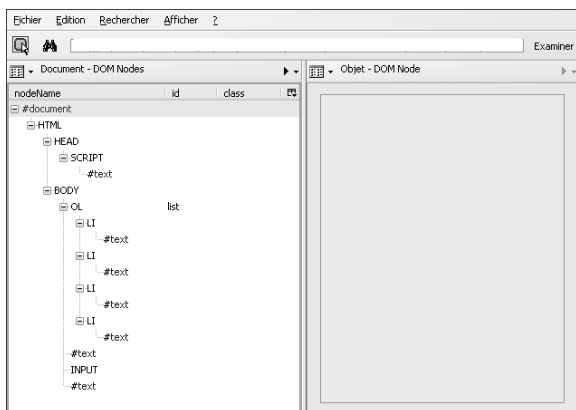 Fichier Edition Rechercher Afficher ?
Examiner
Document - DOM Nodes
Objet - DOM Node
nodeName id class
#document
HTML
HEAD
SCRIPT
#text
BODY
OL list
LI
#text
LI
#text
LI
#text
LI
#text
#text
INPUT
#text